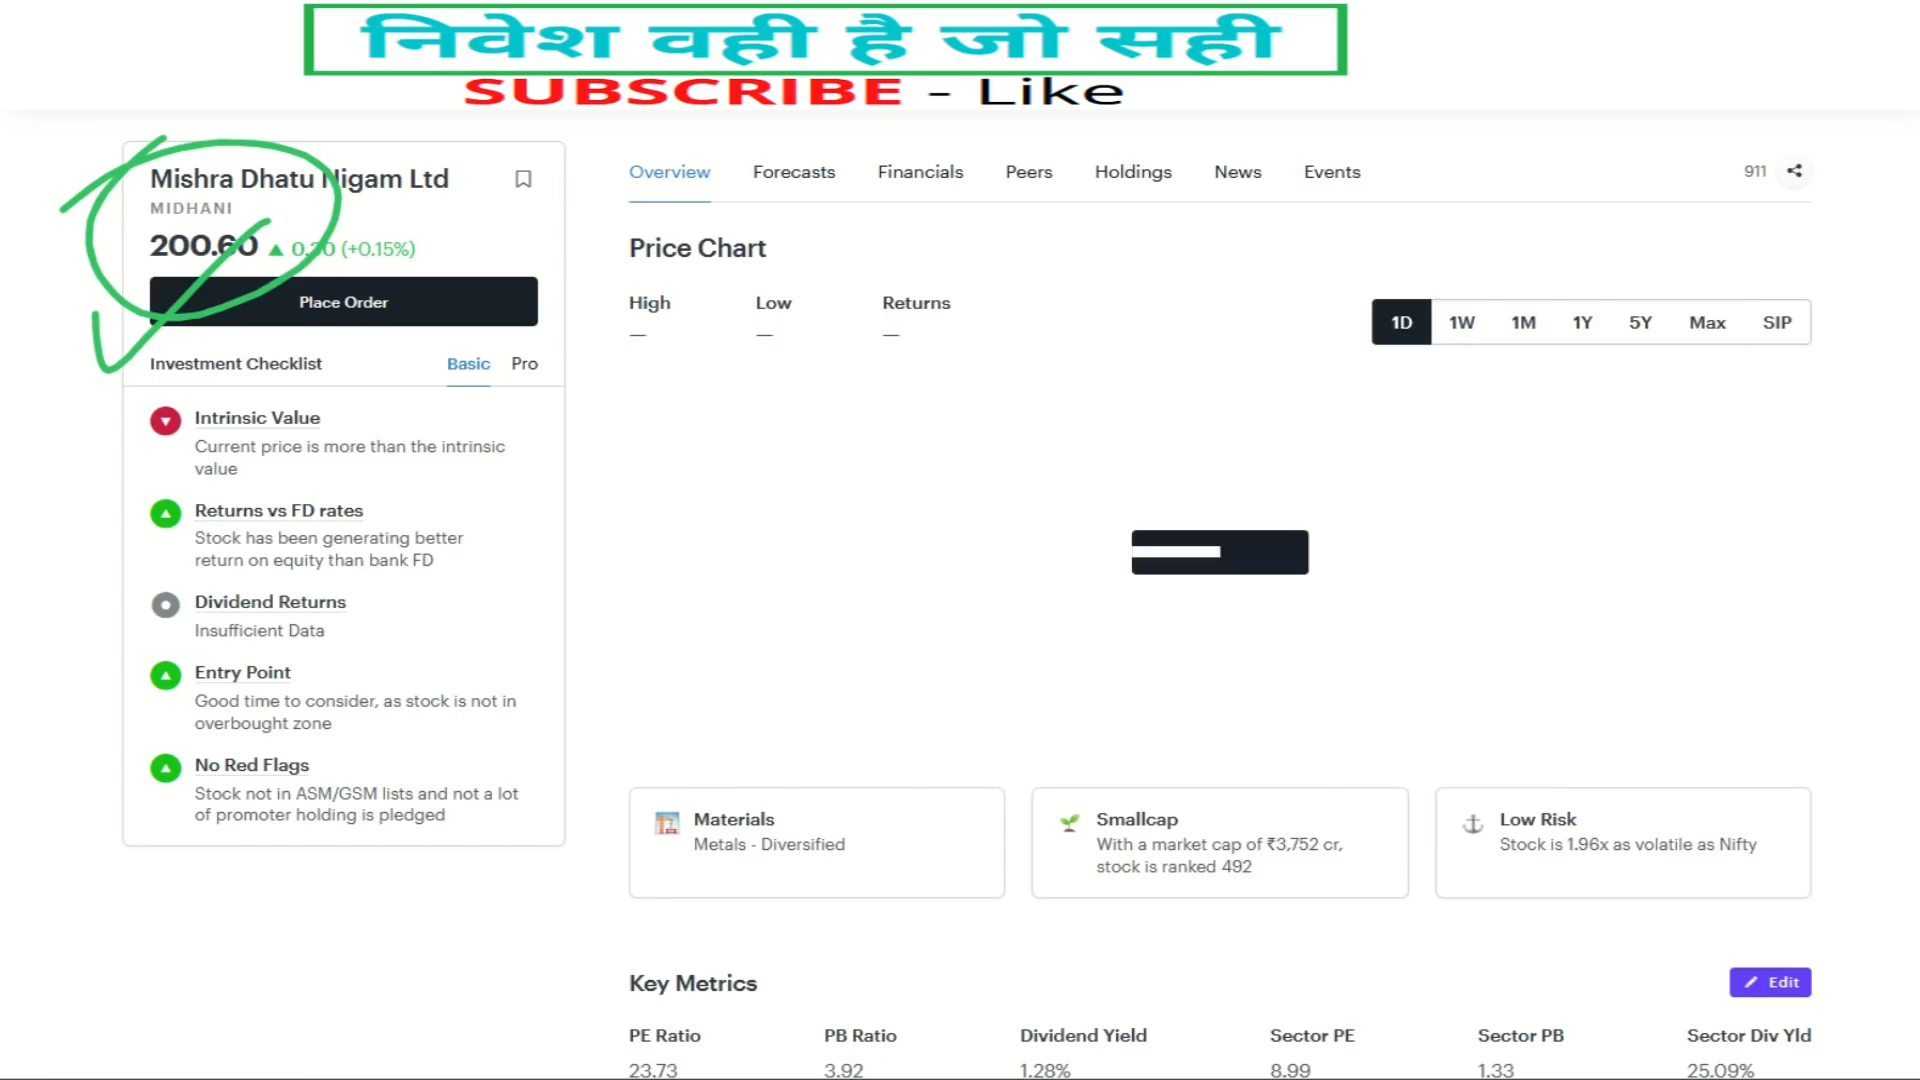 निवेश वही है जो सही
SUBSCRIBE - Like
Mishra Dhatu Nigam Ltd
MIDHANI
200.60 ▲ 0.30 (+0.15%)
Place Order
Investment Checklist Basic Pro
Intrinsic Value
Current price is more than the intrinsic
value
Returns vs FD rates
Stock has been generating better
return on equity than bank FD
Dividend Returns
Insufficient Data
Entry Point
Good time to consider, as stock is not in
overbought zone
No Red Flags
Stock not in ASM/GSM lists and not a lot
of promoter holding is pledged
Overview Forecasts Financials Peers Holdings News Events 911
Price Chart
High Low Returns
— — —
1D 1W 1M 1Y 5Y Max SIP
Materials
Metals - Diversified
Smallcap
With a market cap of ₹3,752 cr,
stock is ranked 492
Low Risk
Stock is 1.96x as volatile as Nifty
Key Metrics Edit
PE Ratio PB Ratio Dividend Yield Sector PE Sector PB Sector Div Yld
23.73 3.92 1.28% 8.99 1.33 25.09%